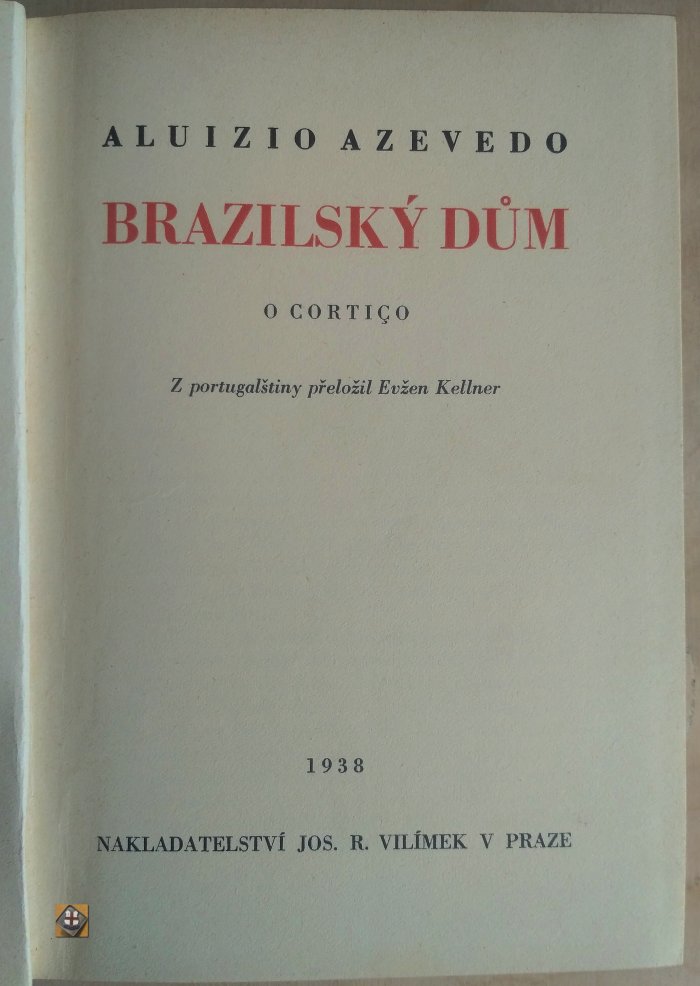 ALUIZIO AZEVEDO
BRAZILSKÝ DŮM
O CORTIÇO
Z portugalštiny přeložil Evžen Kellner
1938
NAKLADATELSTVÍ JOS. R. VILÍMEK V PRAZE